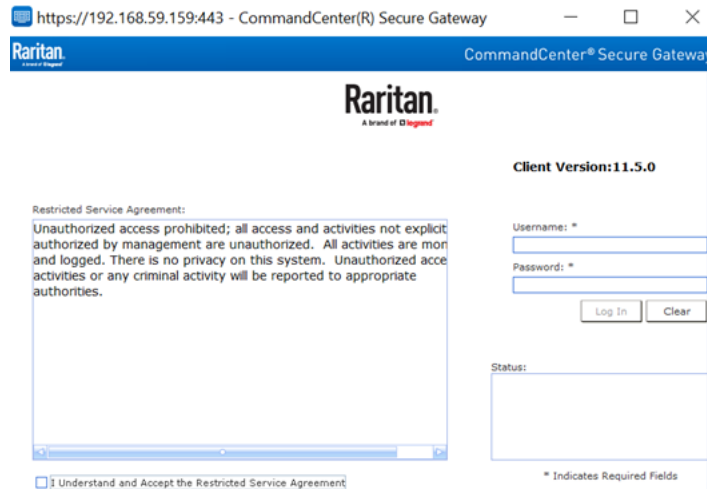 https://192.168.59.159:443 - CommandCenter(R) Secure Gateway
Raritan.
A brand of legrand
CommandCenter® Secure Gateway
Raritan.
A brand of legrand
Client Version:11.5.0
Restricted Service Agreement:
Unauthorized access prohibited; all access and activities not explicit
authorized by management are unauthorized. All activities are mon
and logged. There is no privacy on this system. Unauthorized acce
activities or any criminal activity will be reported to appropriate
authorities.
Username: *
Password: *
Log In
Clear
Status:
I Understand and Accept the Restricted Service Agreement
* Indicates Required Fields